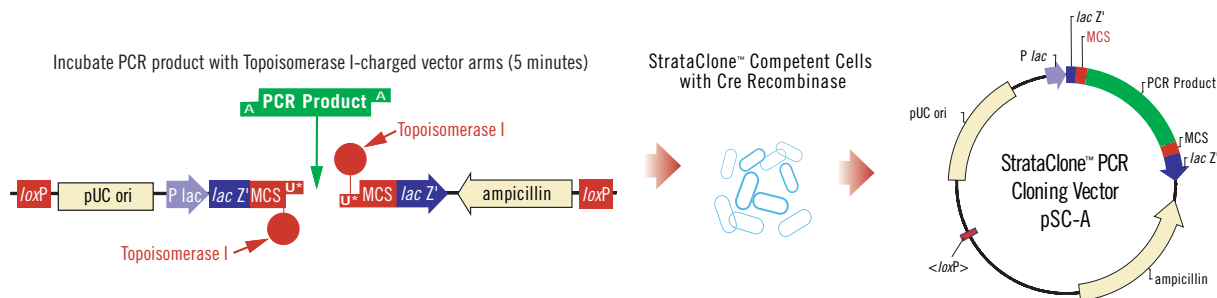 Incubate PCR product with Topoisomerase I-charged vector arms (5 minutes)
A PCR Product A
Topoisomerase I
loxP pUC ori P lac lac Z' MCS U* U* MCS lac Z' ampicillin loxP
Topoisomerase I
StrataClone™ Competent Cells
with Cre Recombinase
lac Z'
MCS
P lac
PCR Product
pUC ori
MCS
lac Z'
StrataClone™ PCR
Cloning Vector
pSC-A
<loxP>
ampicillin